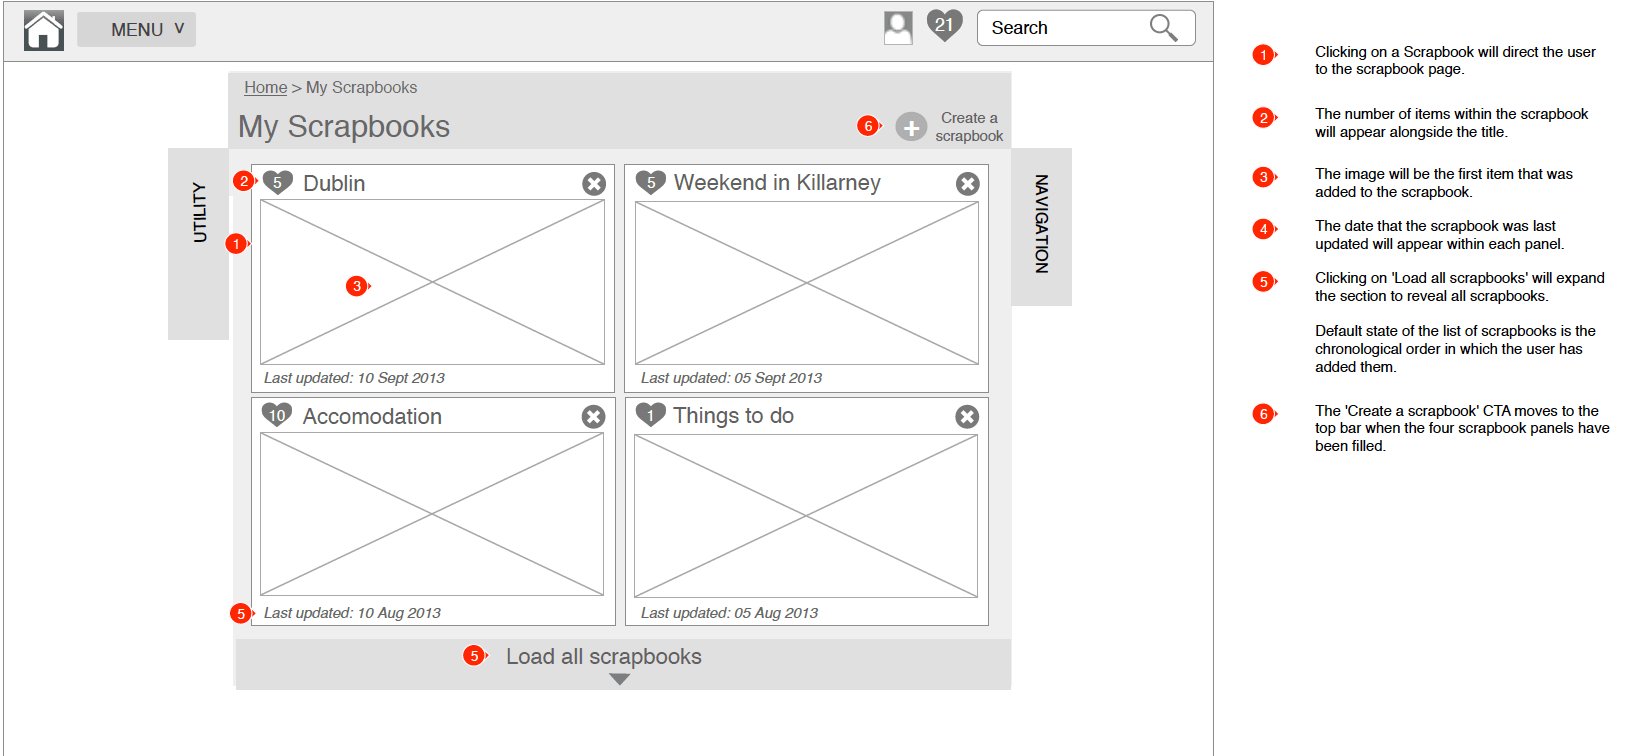 MENU V
21
Search
Home > My Scrapbooks
My Scrapbooks
6
Create a
scrapbook
UTILITY
NAVIGATION
2
5 Dublin
1
3
Last updated: 10 Sept 2013
5 Weekend in Killarney
Last updated: 05 Sept 2013
10 Accomodation
5
Last updated: 10 Aug 2013
1 Things to do
Last updated: 05 Aug 2013
5
Load all scrapbooks
1
Clicking on a Scrapbook will direct the user
to the scrapbook page.
2
The number of items within the scrapbook
will appear alongside the title.
3
The image will be the first item that was
added to the scrapbook.
4
The date that the scrapbook was last
updated will appear within each panel.
5
Clicking on 'Load all scrapbooks' will expand
the section to reveal all scrapbooks.
Default state of the list of scrapbooks is the
chronological order in which the user has
added them.
6
The 'Create a scrapbook' CTA moves to the
top bar when the four scrapbook panels have
been filled.